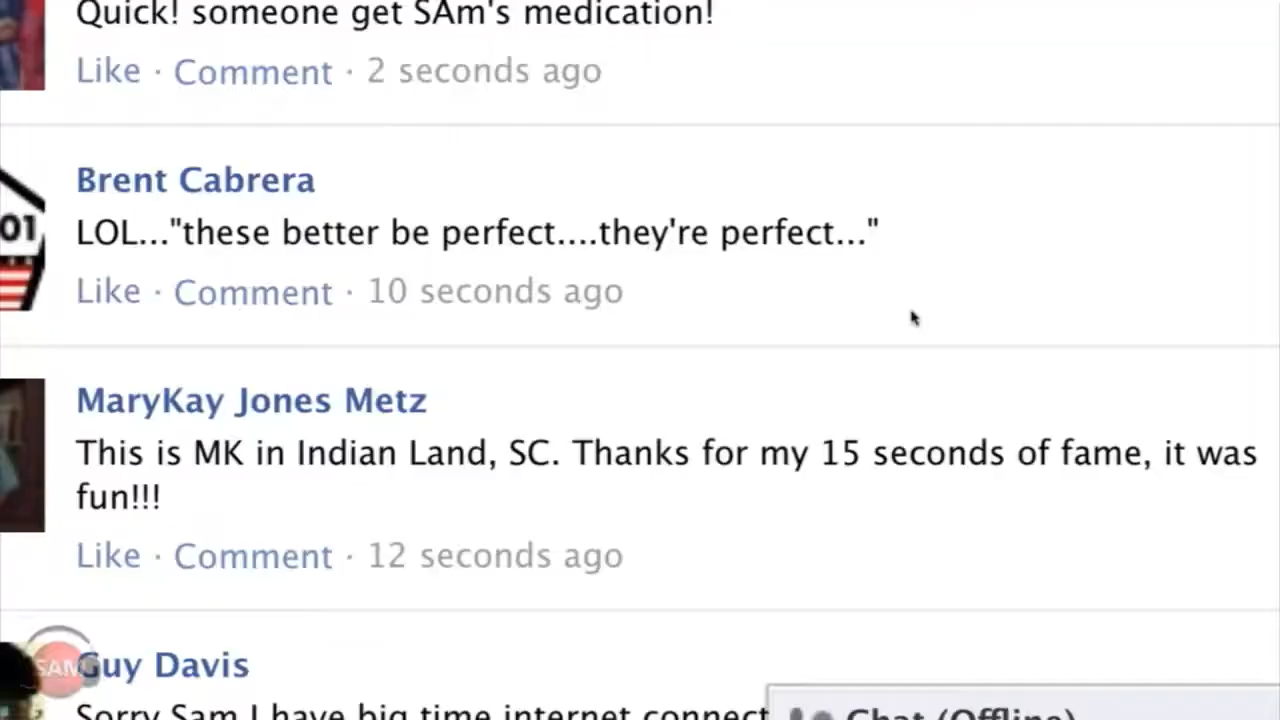 Quick! someone get SAm's medication!
Like · Comment · 2 seconds ago
Brent Cabrera
01
LOL..."these better be perfect....they're perfect..."
Like · Comment · 10 seconds ago
MaryKay Jones Metz
This is MK in Indian Land, SC. Thanks for my 15 seconds of fame, it was
fun!!!
Like · Comment · 12 seconds ago
SAM
Guy Davis
Sorry Sam I have big time internet connect
Chat (Offline)